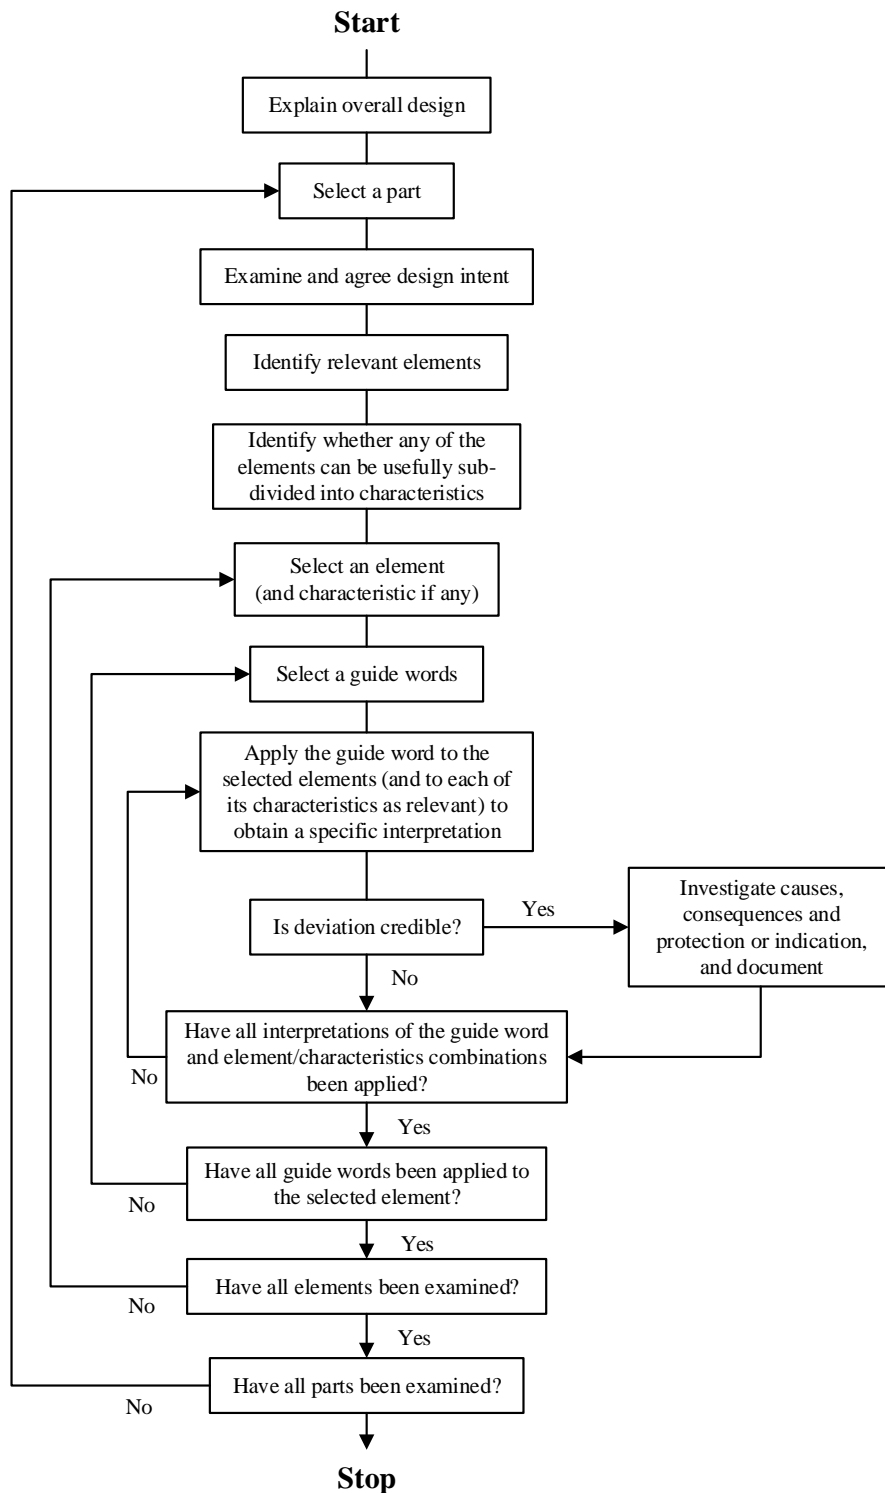 Start
Explain overall design
Select a part
Examine and agree design intent
Identify relevant elements
Identify whether any of the
elements can be usefully sub-
divided into characteristics
Select an element
(and characteristic if any)
Select a guide words
Apply the guide word to the
selected elements (and to each of
its characteristics as relevant) to
obtain a specific interpretation
Is deviation credible?
Yes
Investigate causes,
consequences and
protection or indication,
and document
No
Have all interpretations of the guide word
and element/characteristics combinations
been applied?
No
Yes
Have all guide words been applied to
the selected element?
No
Yes
Have all elements been examined?
No
Yes
Have all parts been examined?
No
Stop